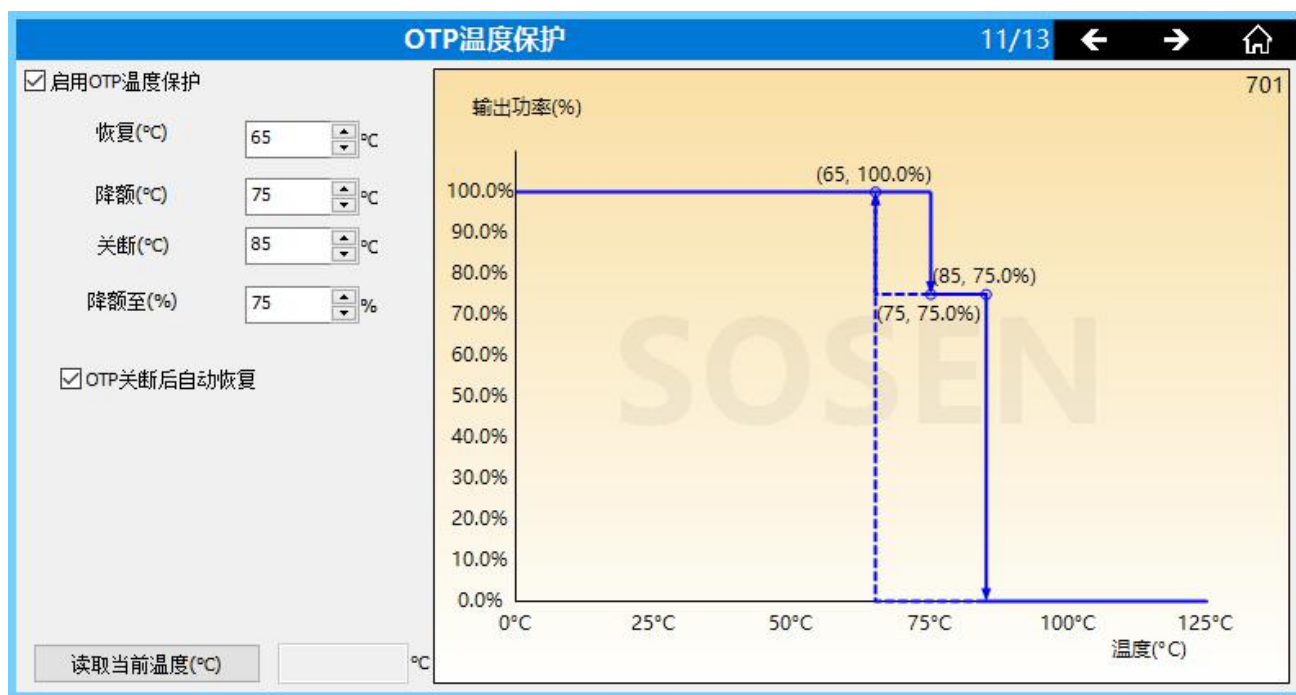 OTP温度保护 11/13
启用OTP温度保护
恢复(°C) 65 °C
降额(°C) 75 °C
关断(°C) 85 °C
降额至(%) 75 %
OTP关断后自动恢复
读取当前温度(°C) °C
701
输出功率(%)
(65, 100.0%)
100.0%
90.0%
80.0%
(85, 75.0%)
70.0%
(75, 75.0%)
60.0%
50.0%
40.0%
30.0%
20.0%
10.0%
0.0%
SOSEN
0°C 25°C 50°C 75°C 100°C 125°C
温度(°C)